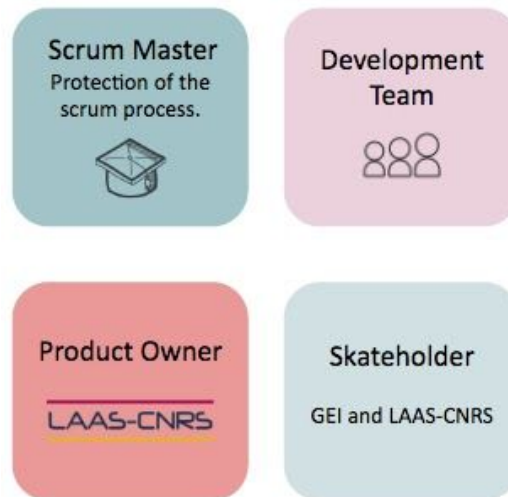 Scrum Master
Protection of the
scrum process.
Development
Team
Product Owner
LAAS-CNRS
Skateholder
GEI and LAAS-CNRS